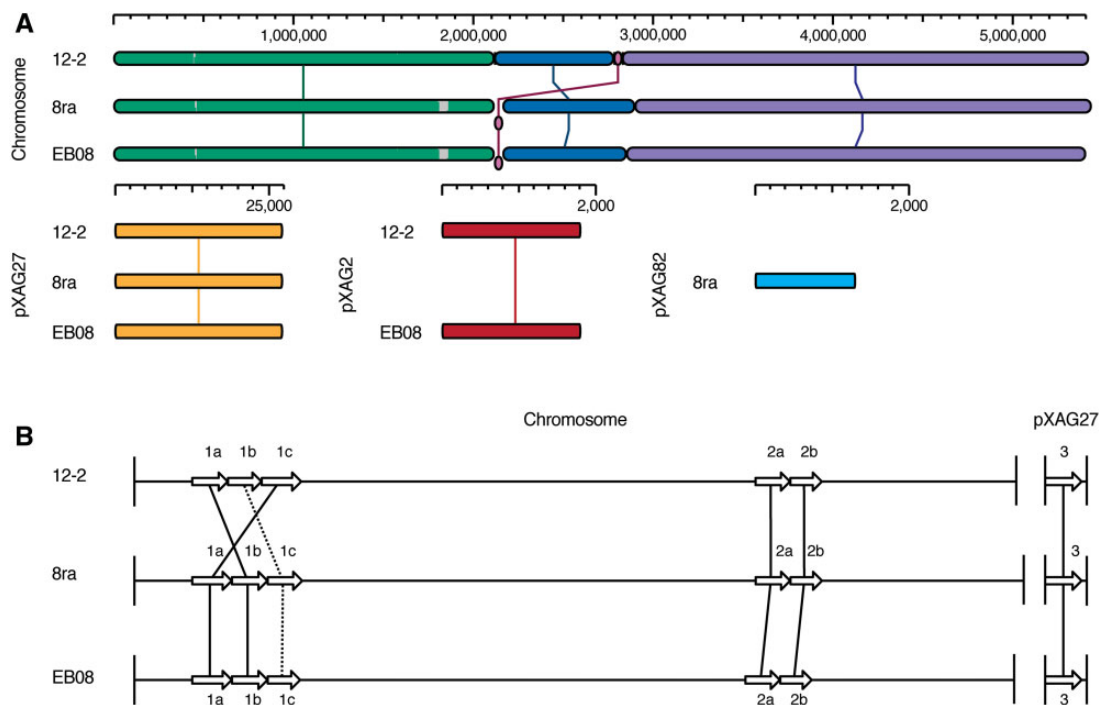 A
1,000,000 2,000,000 3,000,000 4,000,000 5,000,000
Chromosome
12-2
8ra
EB08
25,000 2,000 2,000
pXAG27
12-2
8ra
EB08
pXAG2
12-2
EB08
pXAG82
8ra
B
Chromosome pXAG27
1a 1b 1c 2a 2b 3
12-2
1a 1b 1c 2a 2b 3
8ra
EB08
1a 1b 1c 2a 2b 3